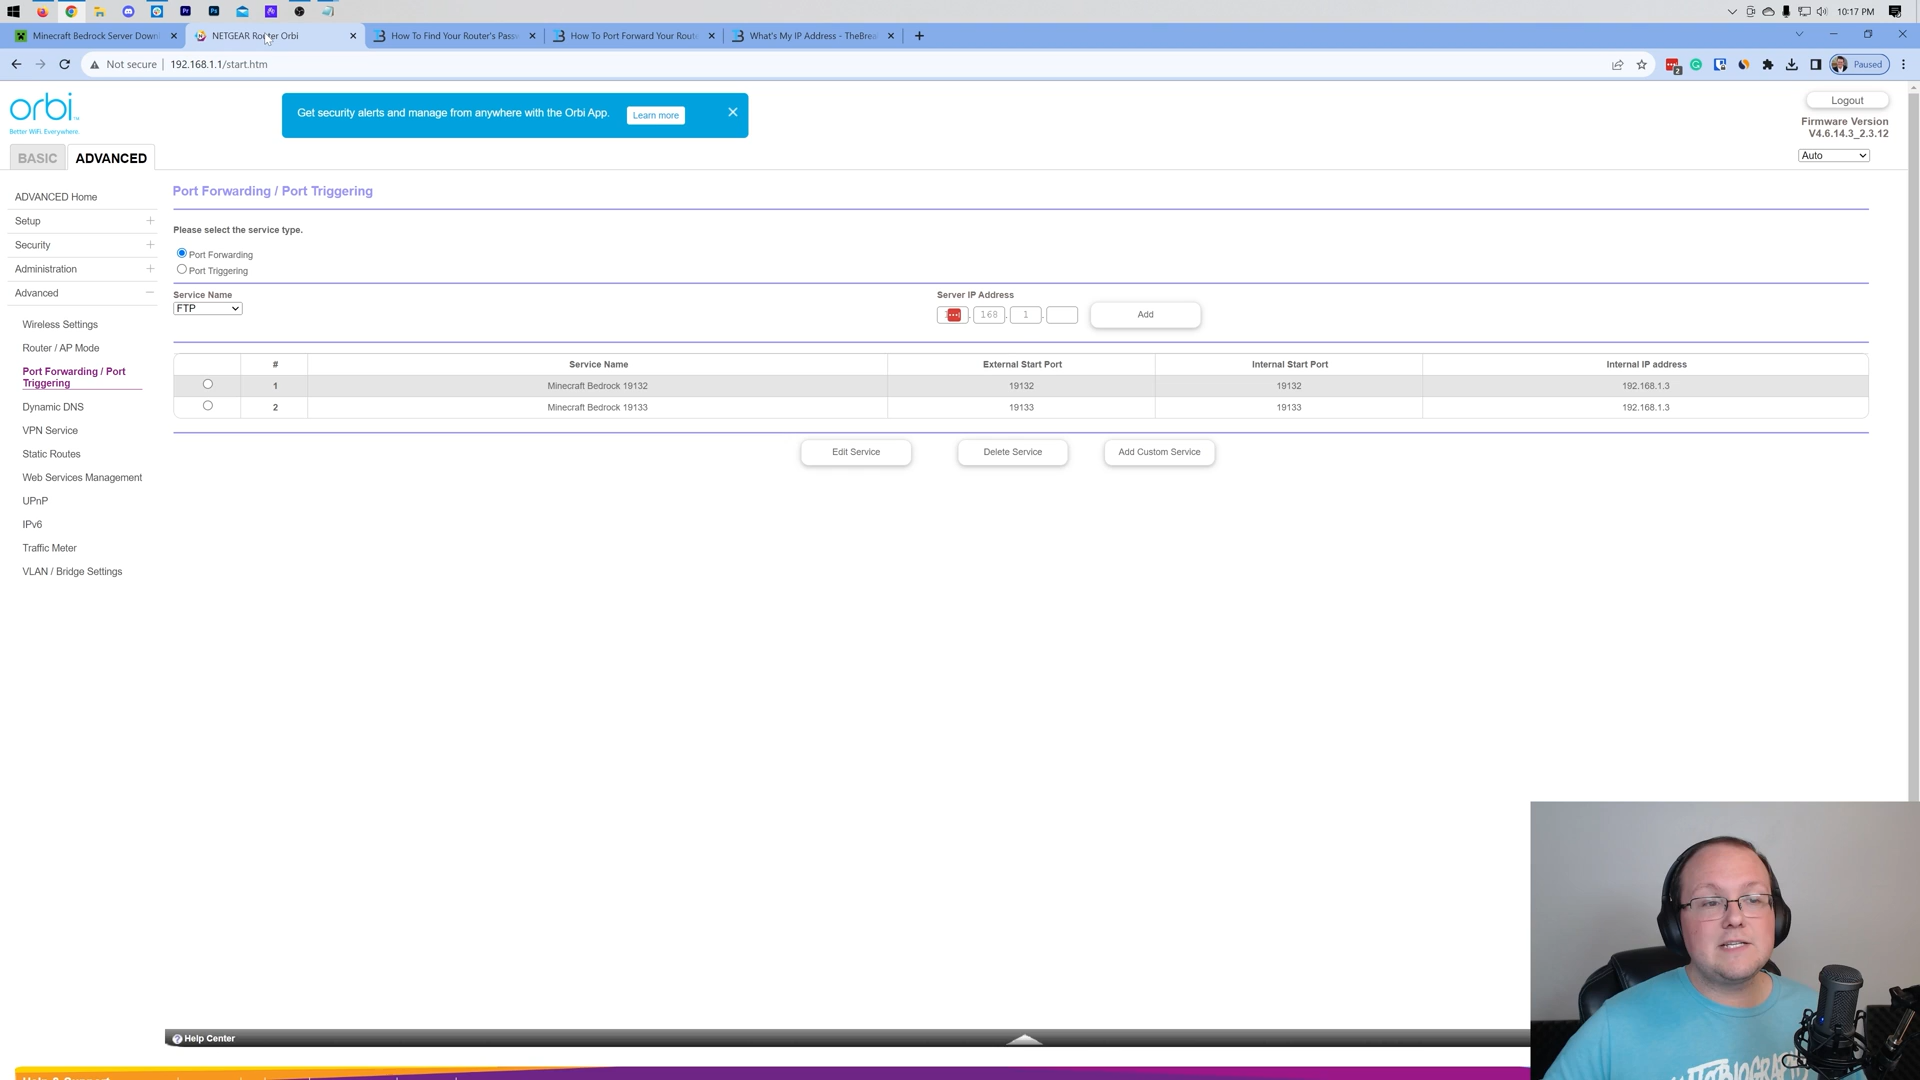 10:17 PM
Minecraft Bedrock Server Down
NETGEAR Router Orbi
How To Find Your Router's Pass
How To Port Forward Your Route
What's My IP Address - TheBrea
Not secure
192.168.1.1/start.htm
2
Paused
orbi
Better WiFi. Everywhere.
Get security alerts and manage from anywhere with the Orbi App.
Learn more
Logout
Firmware Version
V4.6.14.3_2.3.12
Auto
BASIC
ADVANCED
ADVANCED Home
Setup
Security
Administration
Advanced
Wireless Settings
Router / AP Mode
Port Forwarding / Port
Triggering
Dynamic DNS
VPN Service
Static Routes
Web Services Management
UPnP
IPv6
Traffic Meter
VLAN / Bridge Settings
Port Forwarding / Port Triggering
Please select the service type.
Port Forwarding
Port Triggering
Service Name
FTP
Server IP Address
168 . 1 .
Add
# Service Name External Start Port Internal Start Port Internal IP address
1 Minecraft Bedrock 19132 19132 19132 192.168.1.3
2 Minecraft Bedrock 19133 19133 19133 192.168.1.3
Edit Service
Delete Service
Add Custom Service
Help Center